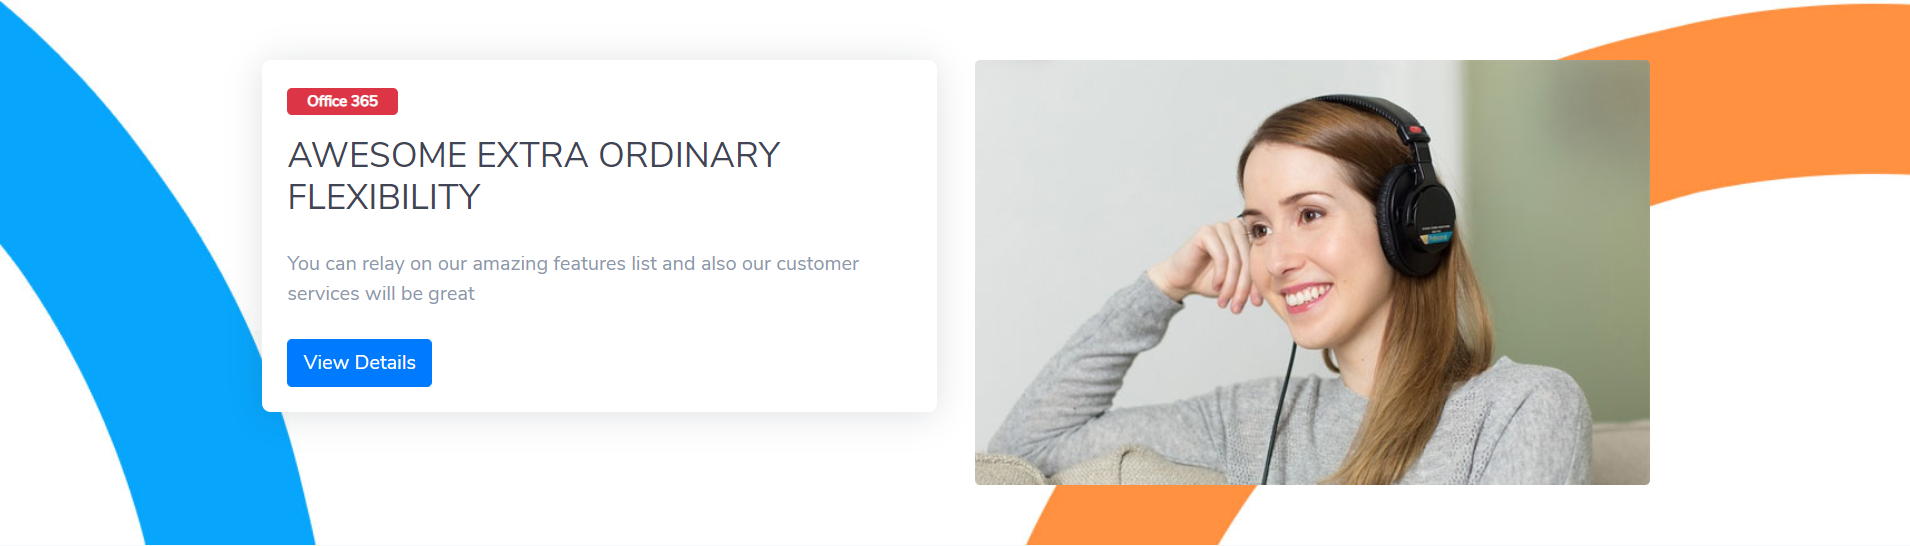 Office 365
AWESOME EXTRA ORDINARY
FLEXIBILITY
You can relay on our amazing features list and also our customer
services will be great
View Details